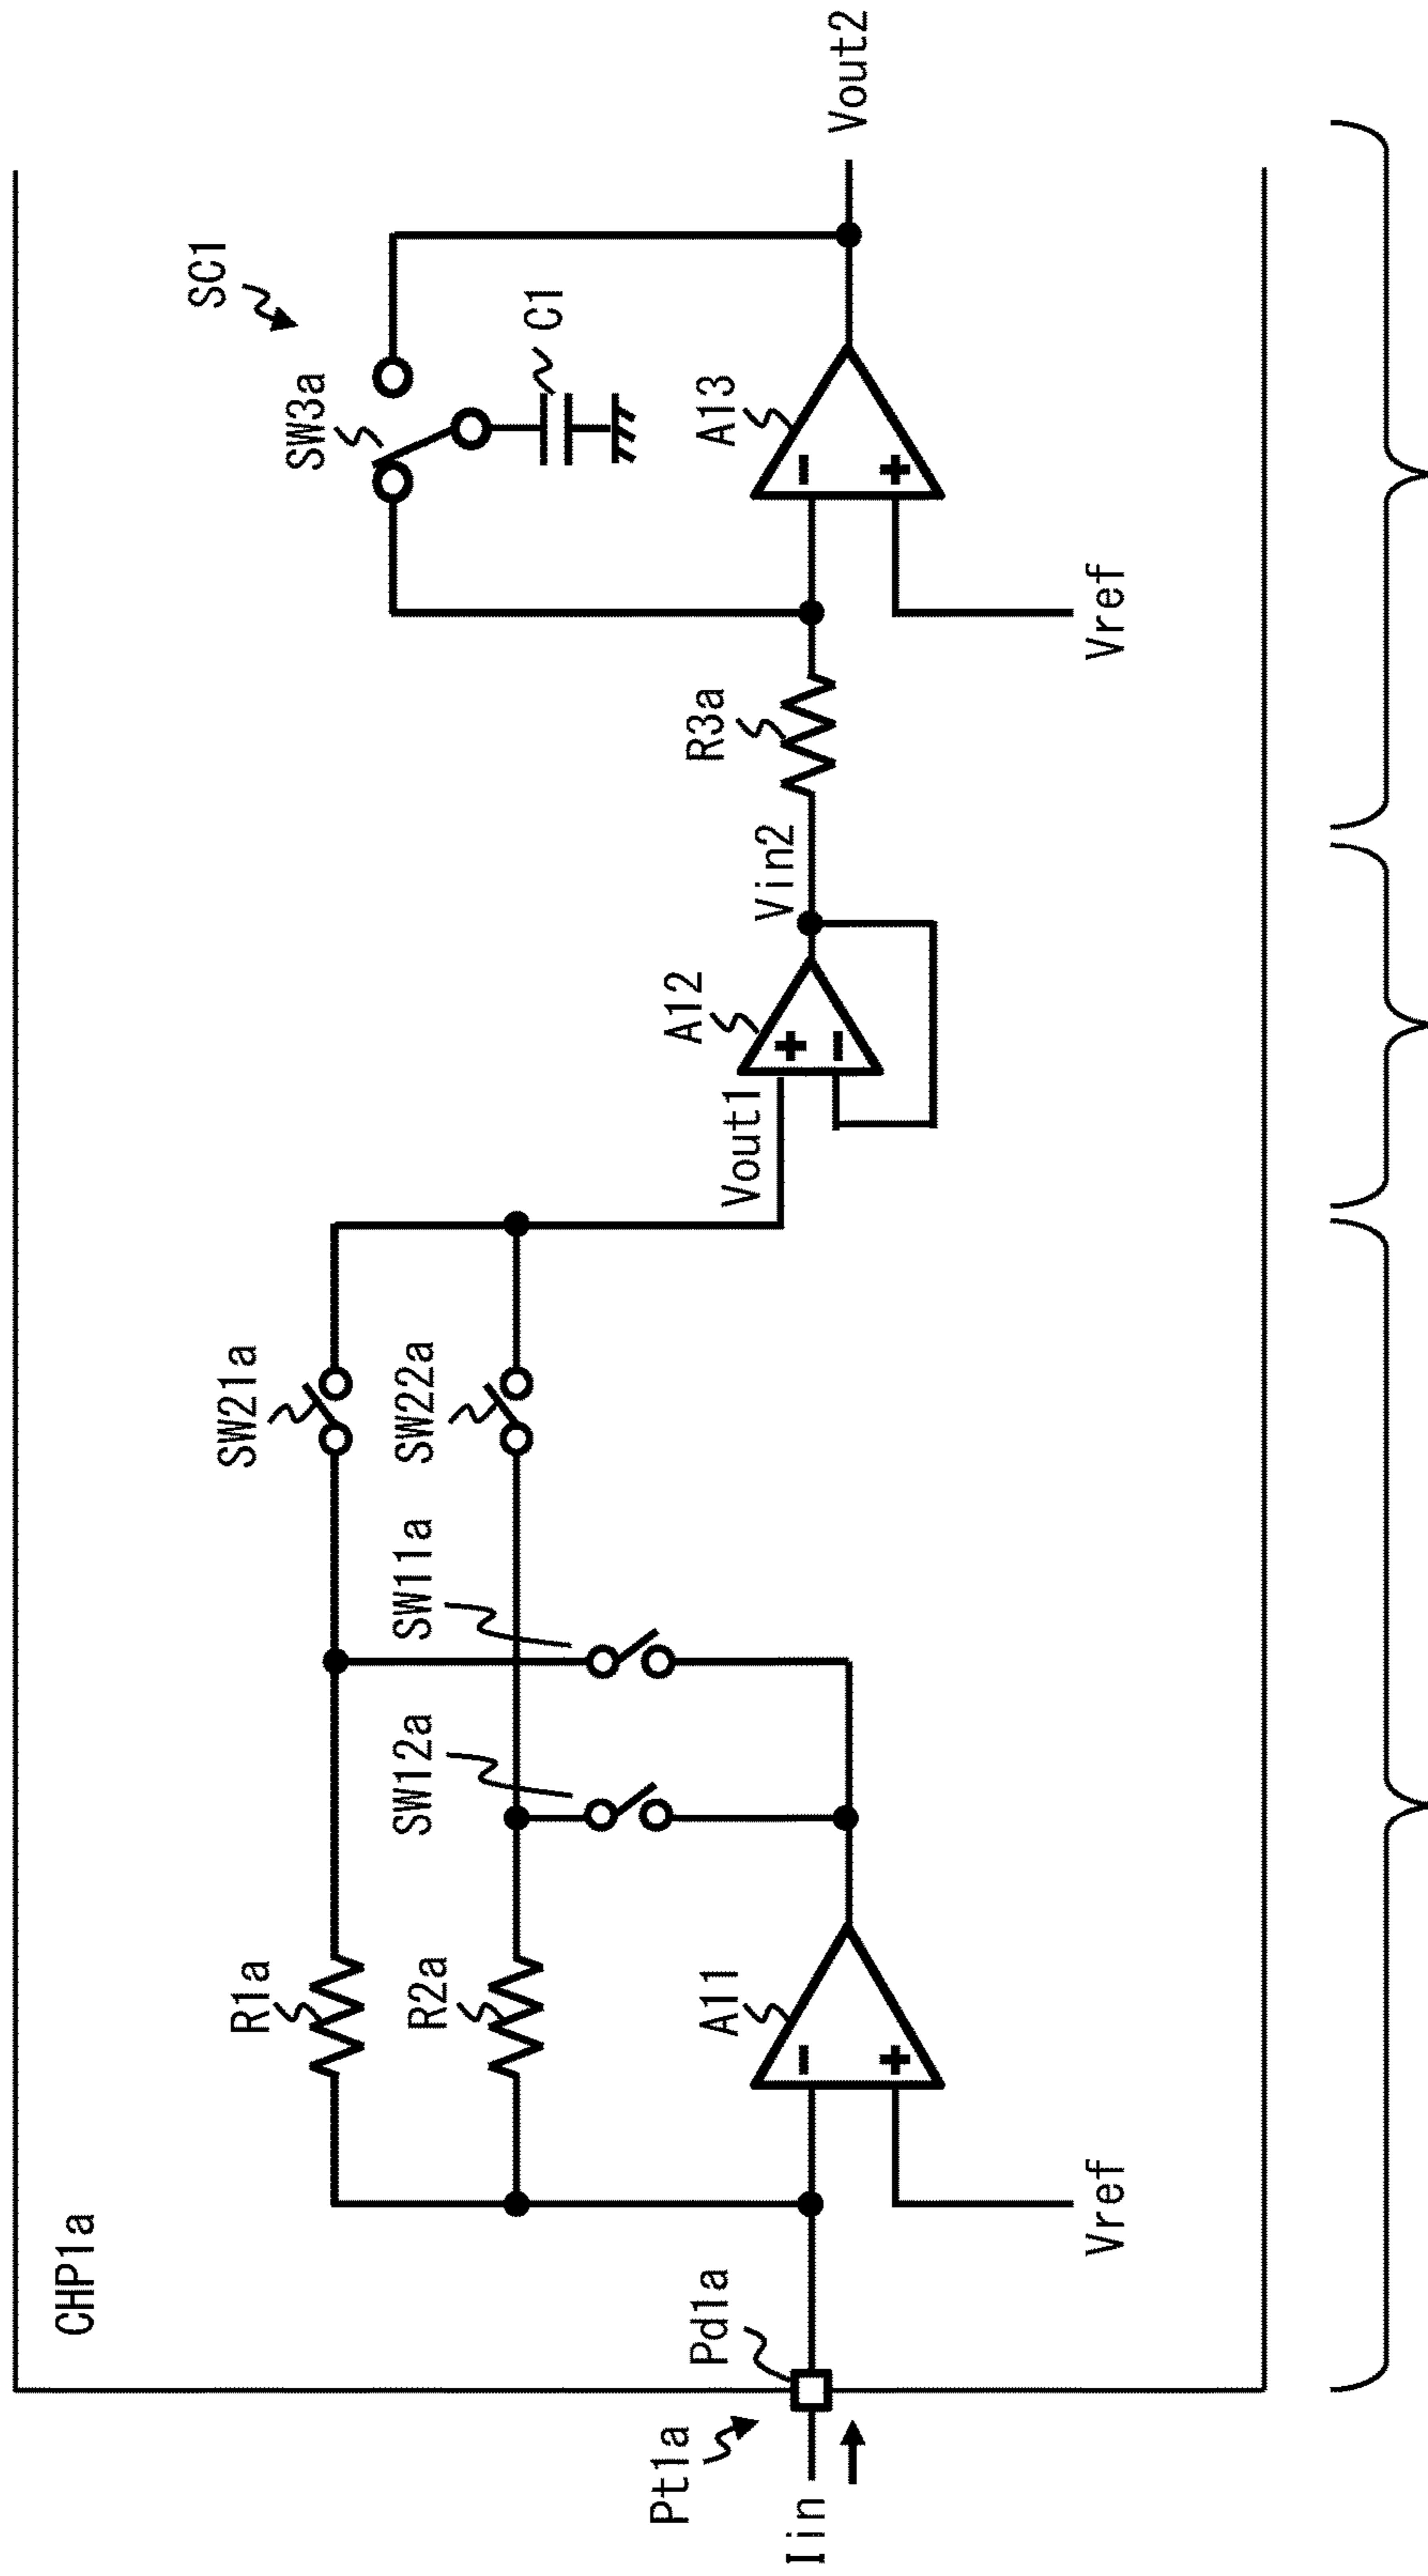 CHP1a
SC1
SW3a
C1
SW21a
SW22a
SW11a
SW12a
R1a
R2a
A11
A12
A13
R3a
Vout1
Vin2
Vout2
Pt1a
Pd1a
Iin
Vref
Vref